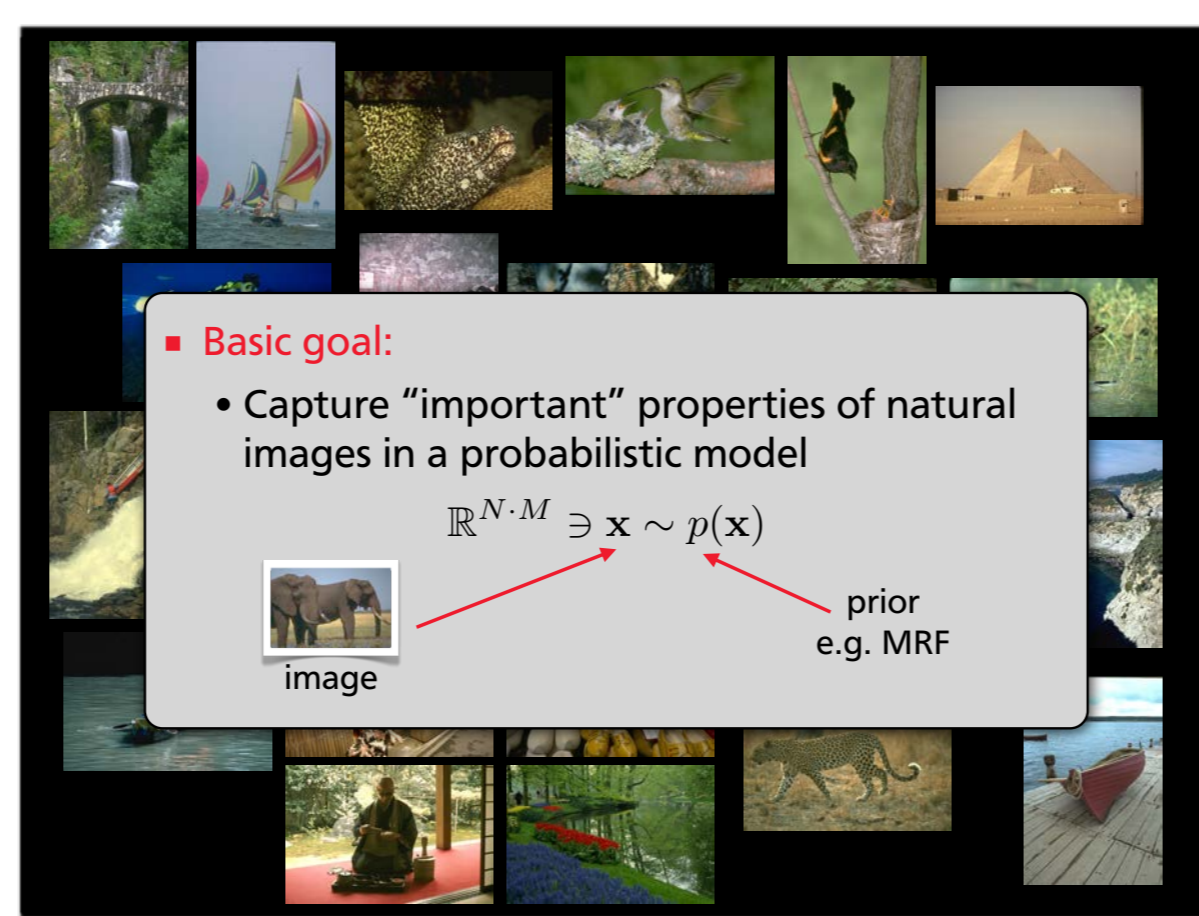 ■ Basic goal:
• Capture “important” properties of natural
images in a probabilistic model
ℝ^{N·M} ∋ 𝐱 ∼ p(𝐱)
prior
e.g. MRF
image